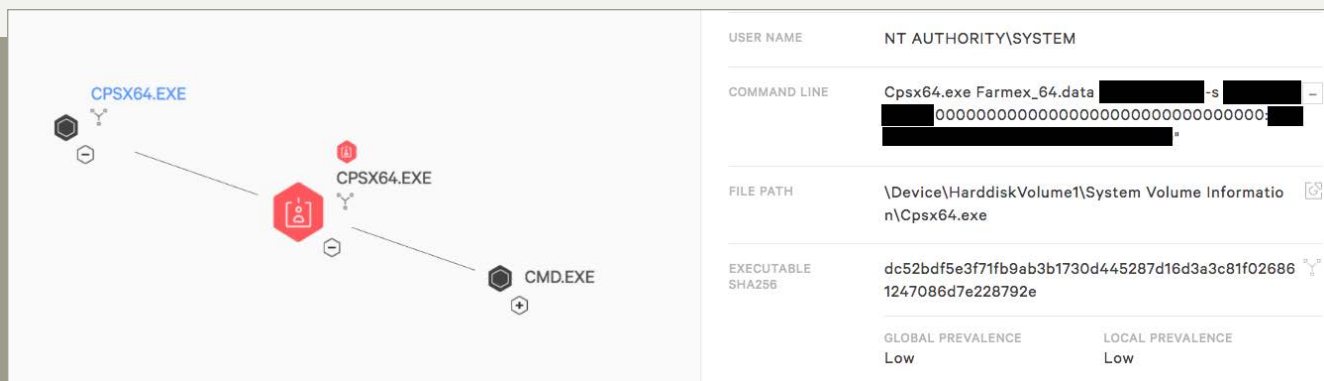 CPSX64.EXE
CPSX64.EXE
CMD.EXE
USER NAME
NT AUTHORITY\SYSTEM
COMMAND LINE
Cpsx64.exe Farmex_64.data -s
00000000000000000000000000000000:
"
FILE PATH
\Device\HarddiskVolume1\System Volume Informatio
n\Cpsx64.exe
EXECUTABLE
SHA256
dc52bdf5e3f71fb9ab3b1730d445287d16d3a3c81f02686
1247086d7e228792e
GLOBAL PREVALENCE
LOCAL PREVALENCE
Low
Low